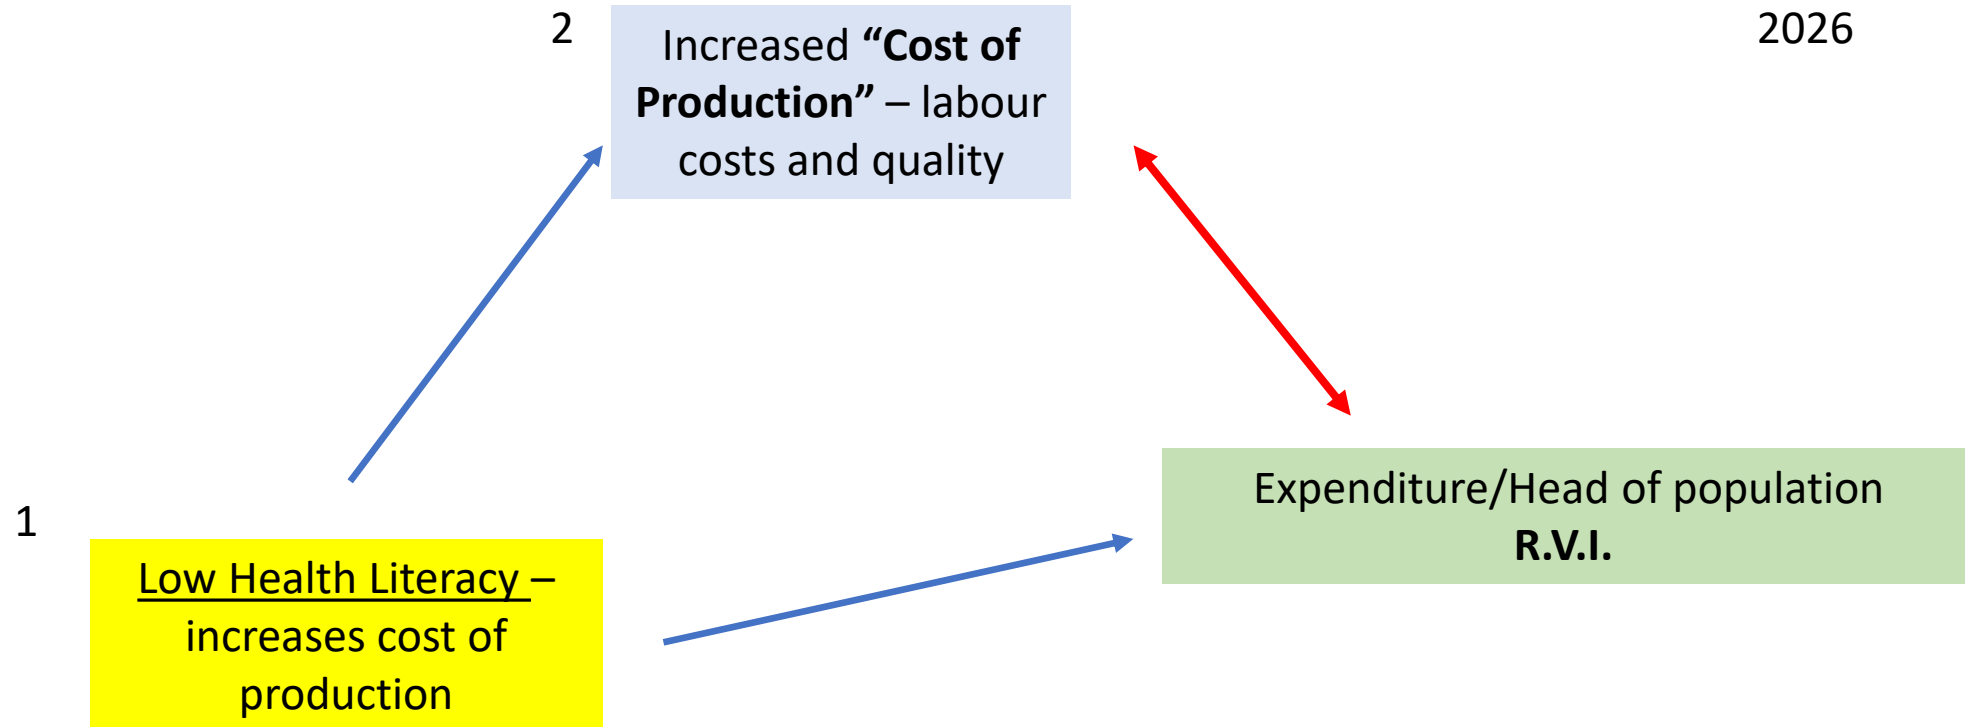 2
Increased “Cost of
Production” – labour
costs and quality
2026
Expenditure/Head of population
R.V.I.
1
Low Health Literacy –
increases cost of
production